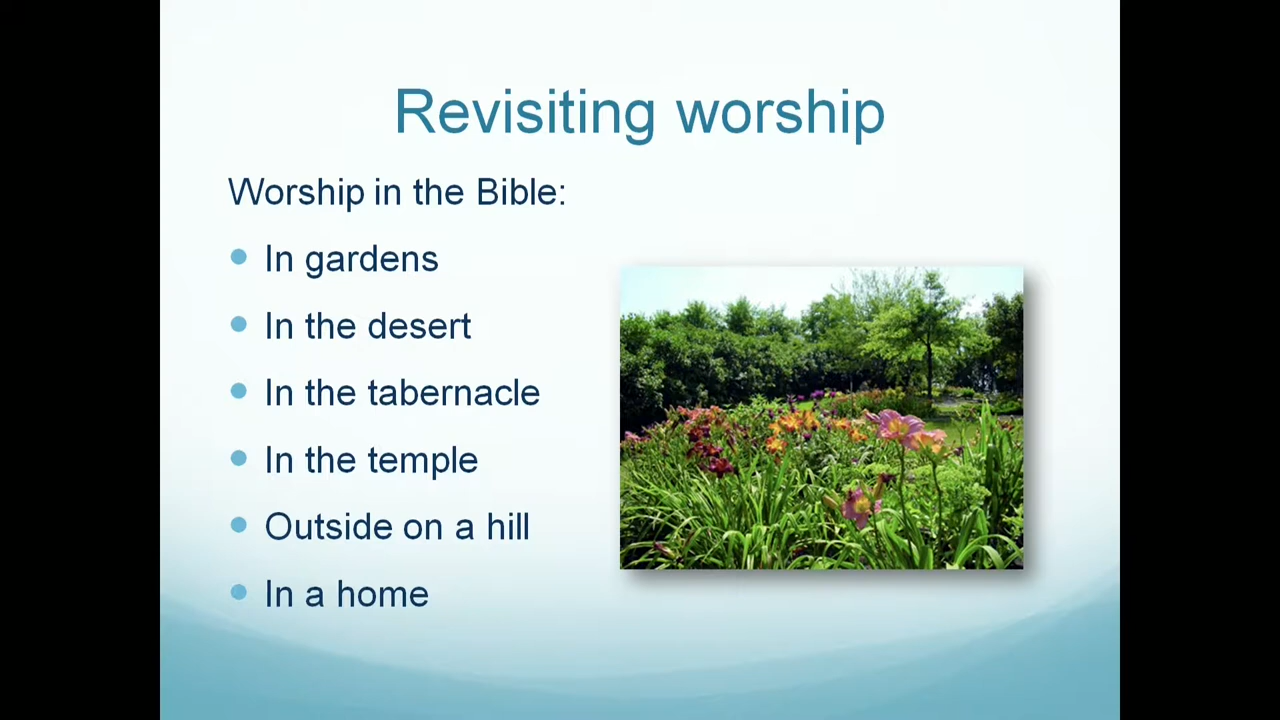 Revisiting worship
Worship in the Bible:
In gardens
In the desert
In the tabernacle
In the temple
Outside on a hill
In a home